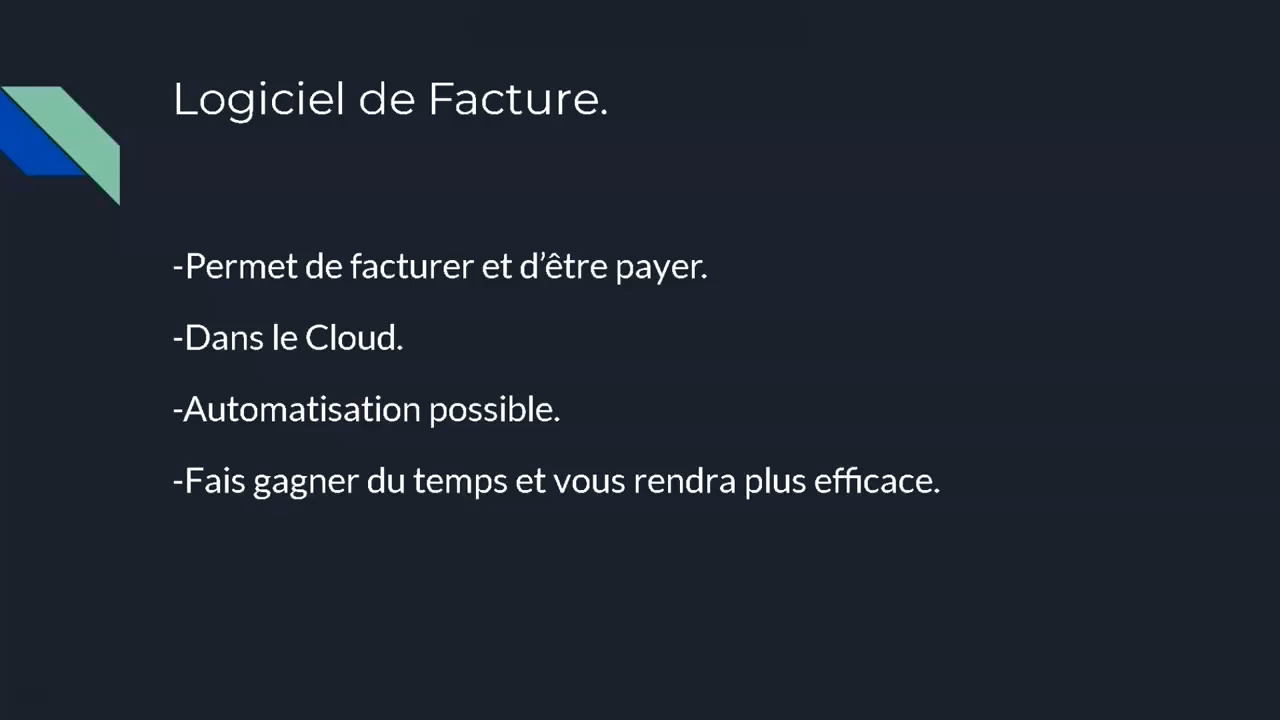 Logiciel de Facture.
-Permet de facturer et d’être payer.
-Dans le Cloud.
-Automatisation possible.
-Fais gagner du temps et vous rendra plus efficace.